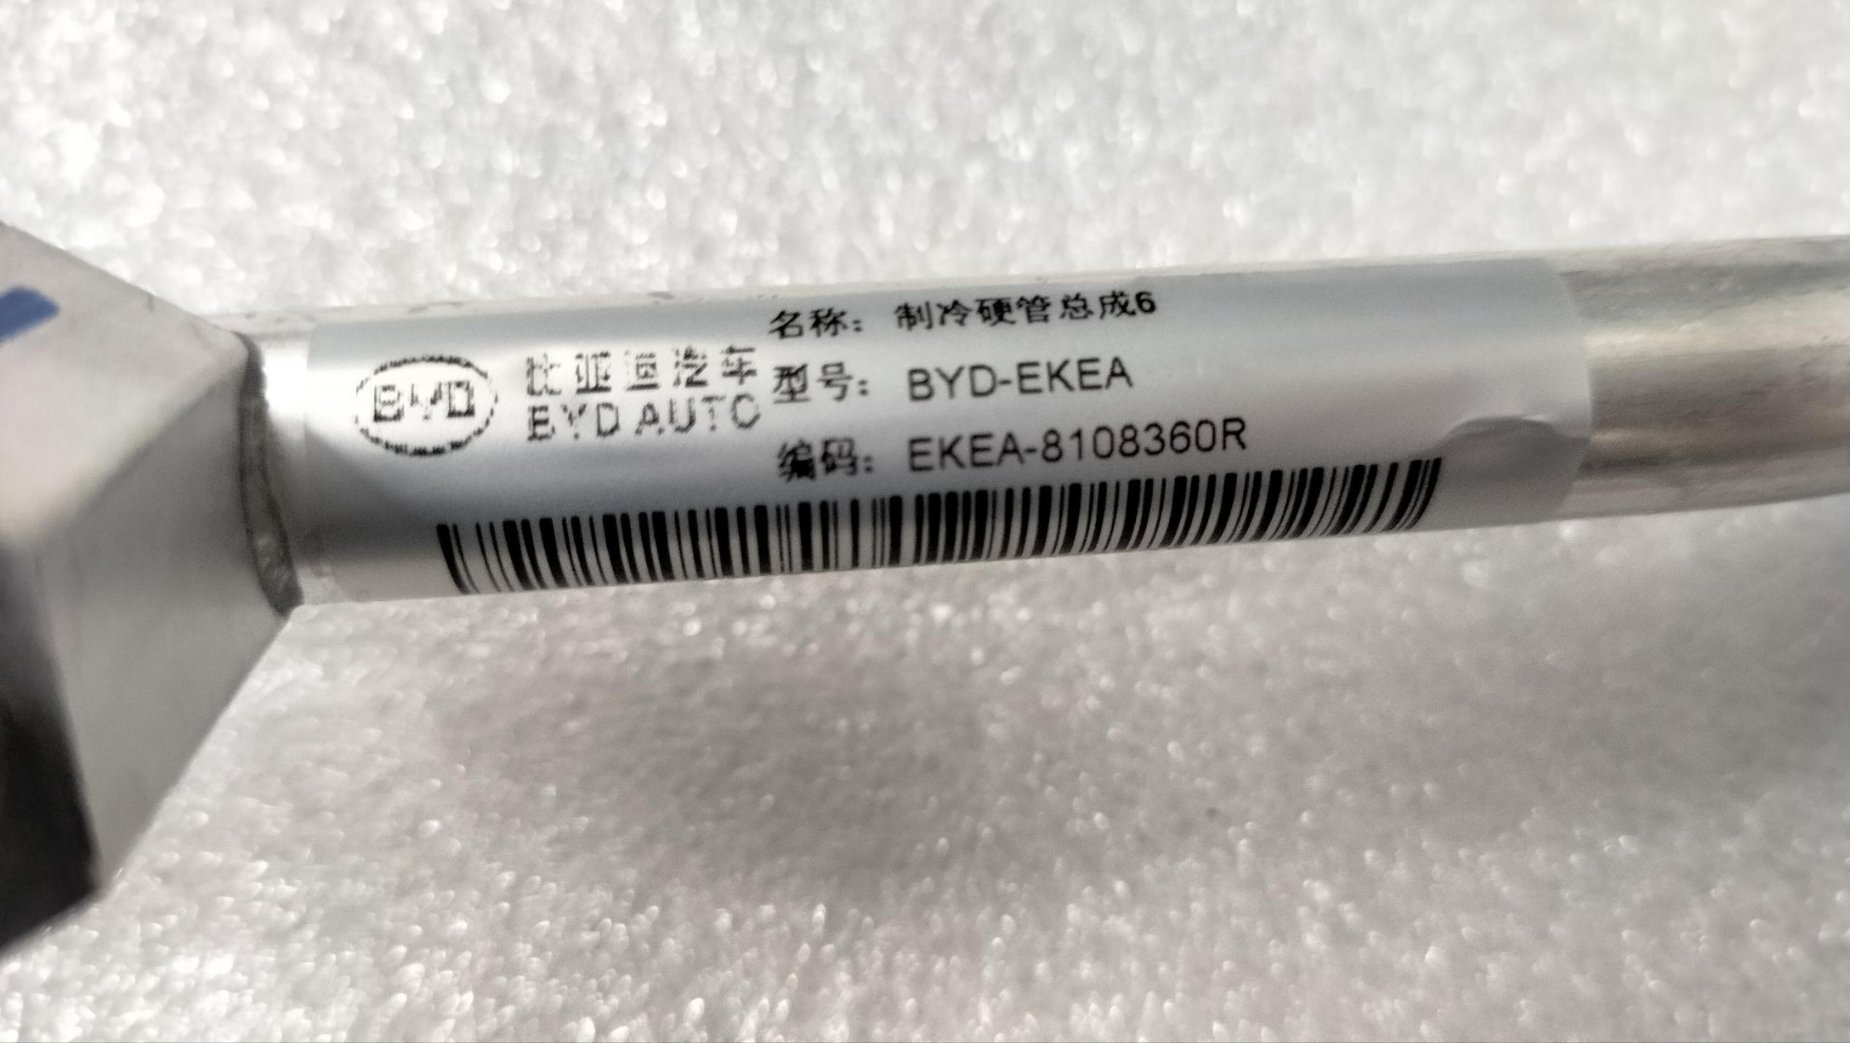 BYD
比亚迪汽车
BYD AUTO
名称： 制冷硬管总成6
型号： BYD-EKEA
编码： EKEA-8108360R